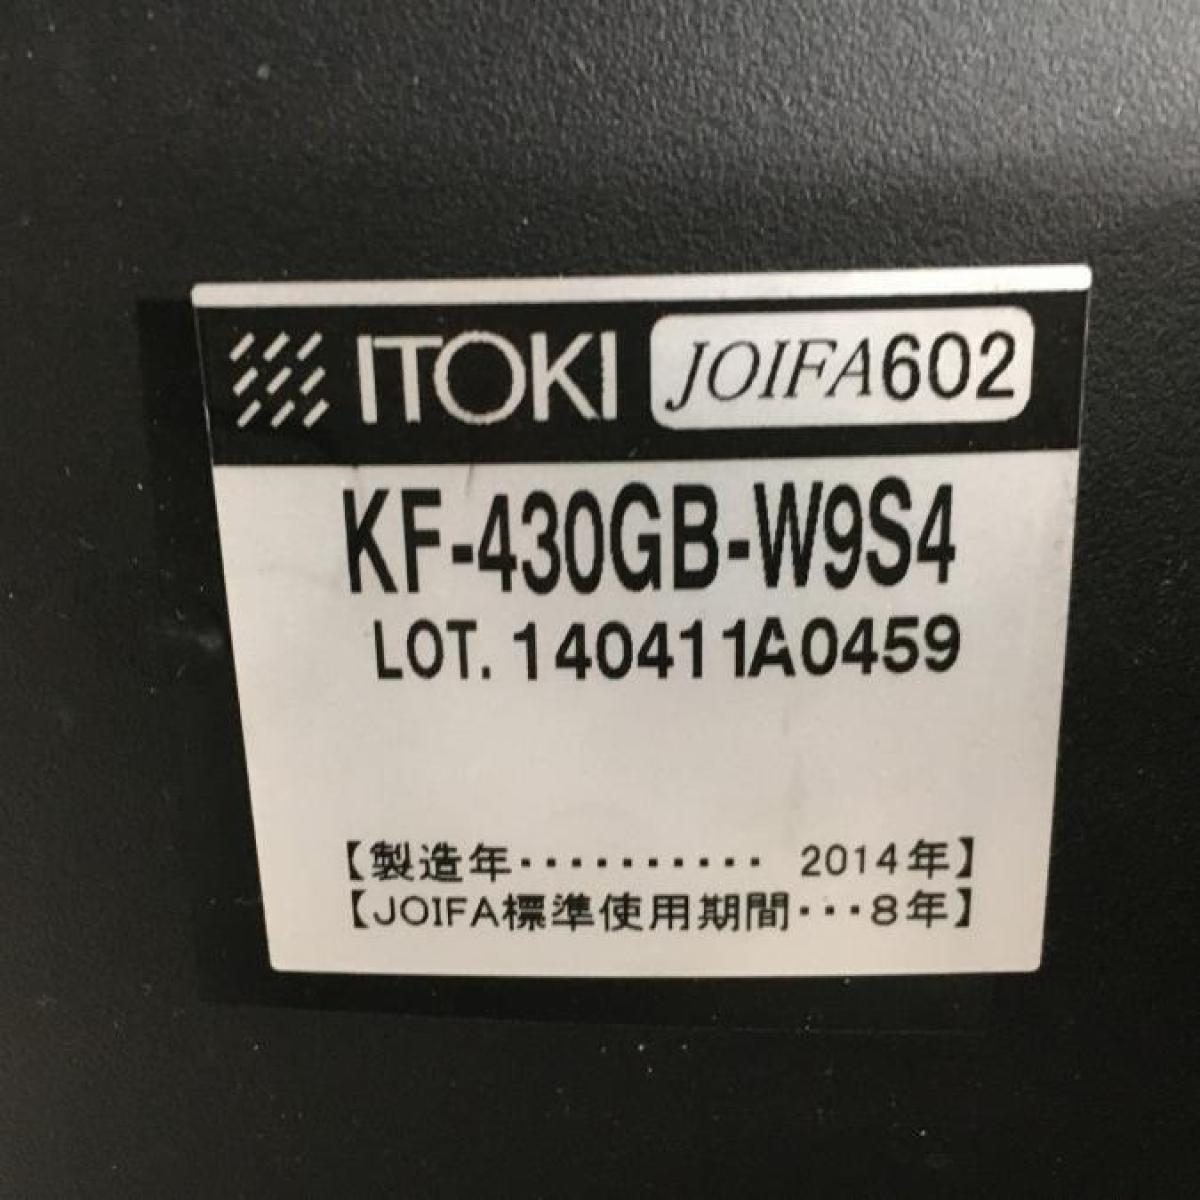 ITOKI JOIFA602
KF-430GB-W9S4
LOT. 140411A0459
【製造年・・・・・・・・・・ 2014年】
【JOIFA標準使用期間・・・8年】